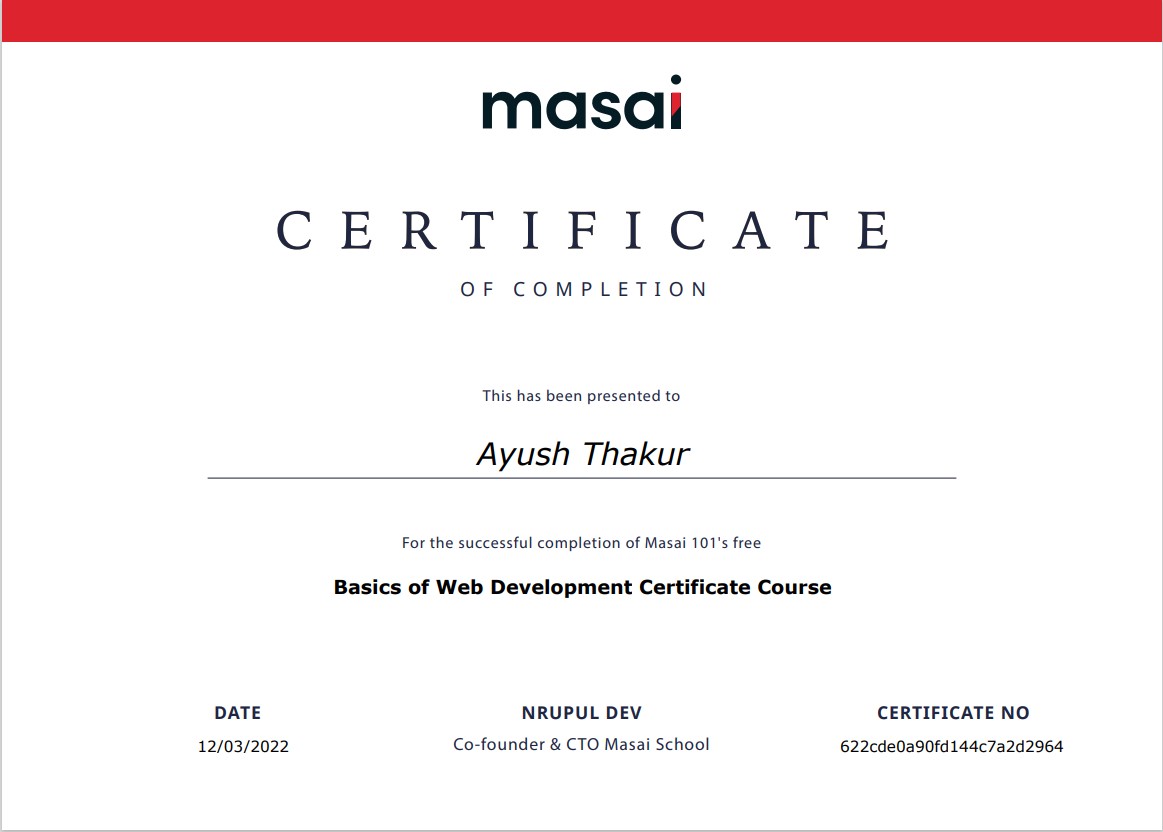 masai
CERTIFICATE
OF COMPLETION
This has been presented to
Ayush Thakur
For the successful completion of Masai 101's free
Basics of Web Development Certificate Course
DATE
12/03/2022
NRUPUL DEV
Co-founder & CTO Masai School
CERTIFICATE NO
622cde0a90fd144c7a2d2964